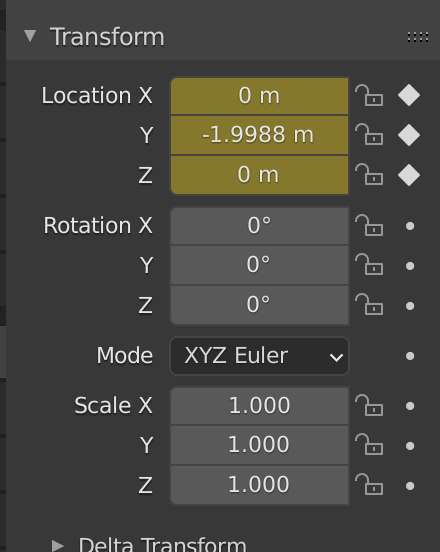 Transform
Location X 0 m
Y -1.9988 m
Z 0 m
Rotation X 0°
Y 0°
Z 0°
Mode XYZ Euler
Scale X 1.000
Y 1.000
Z 1.000
Delta Transform